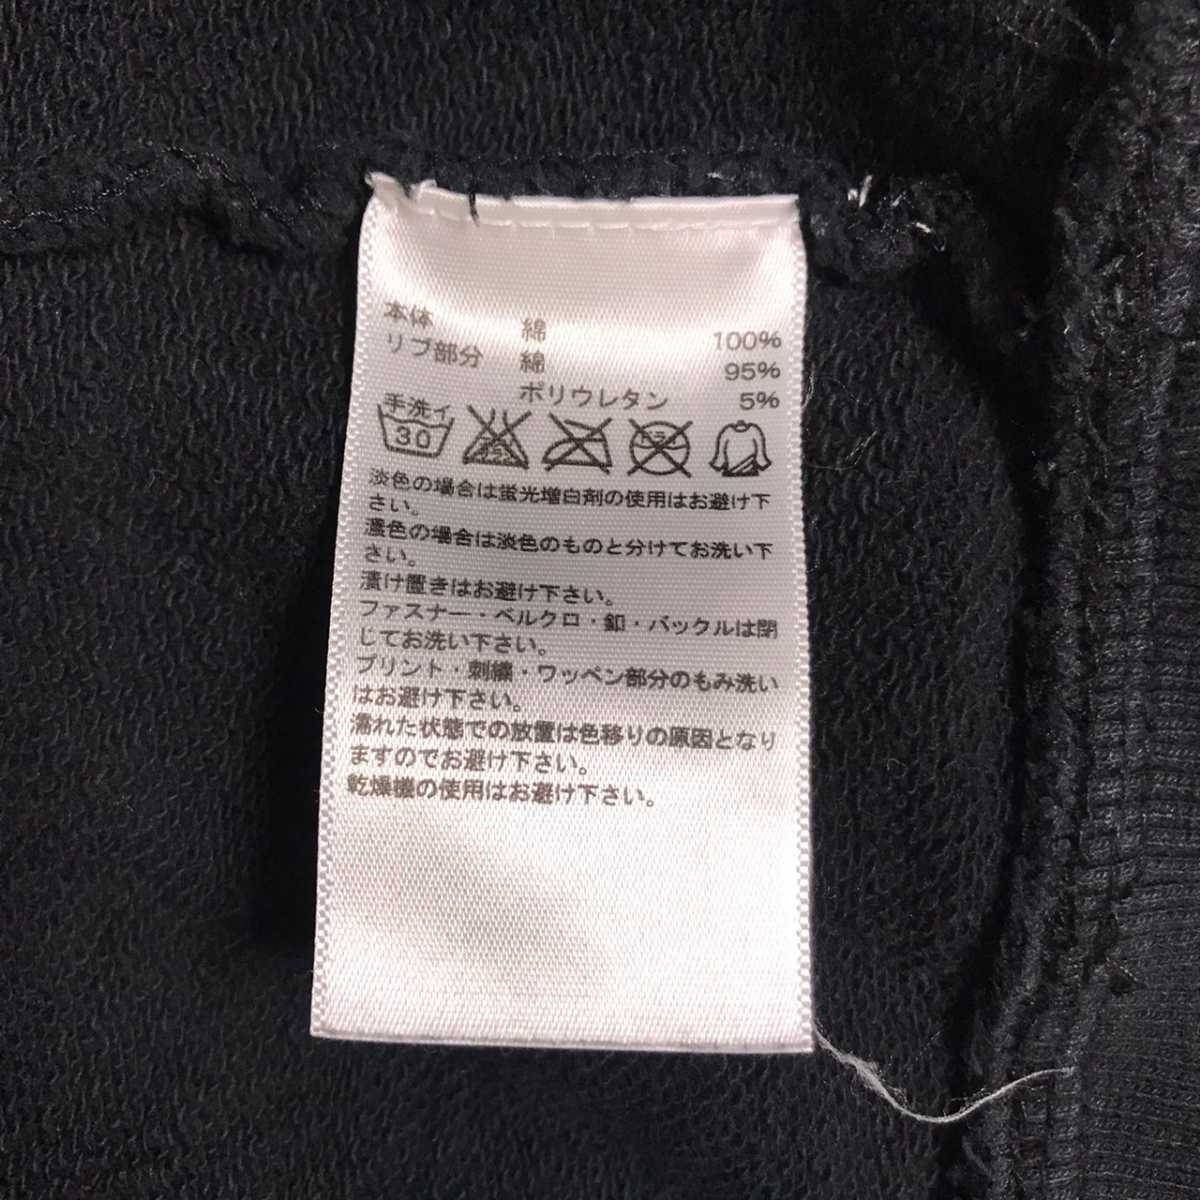 本体 綿 100%
リブ部分 綿 95%
ポリウレタン 5%
手洗イ
30
淡色の場合は蛍光増白剤の使用はお避け下
さい。
濃色の場合は淡色のものと分けてお洗い下
さい。
漬け置きはお避け下さい。
ファスナー・ベルクロ・釦・バックルは閉
じてお洗い下さい。
プリント・刺繍・ワッペン部分のもみ洗い
はお避け下さい。
濡れた状態での放置は色移りの原因となり
ますのでお避け下さい。
乾燥機の使用はお避け下さい。